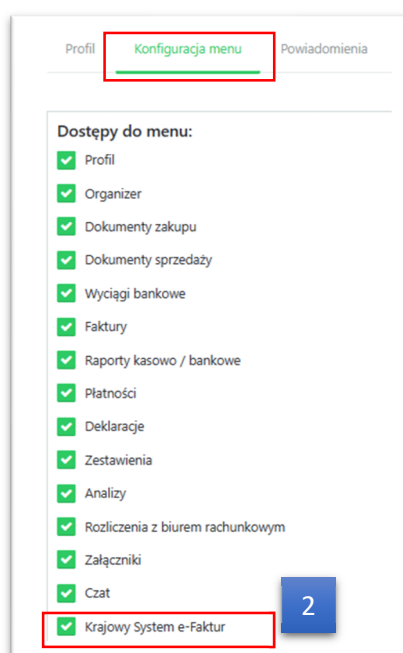 Profil Konfiguracja menu Powiadomienia
Dostępy do menu:
Profil
Organizer
Dokumenty zakupu
Dokumenty sprzedaży
Wyciągi bankowe
Faktury
Raporty kasowo / bankowe
Płatności
Deklaracje
Zestawienia
Analizy
Rozliczenia z biurem rachunkowym
Załączniki
Czat
Krajowy System e-Faktur
2